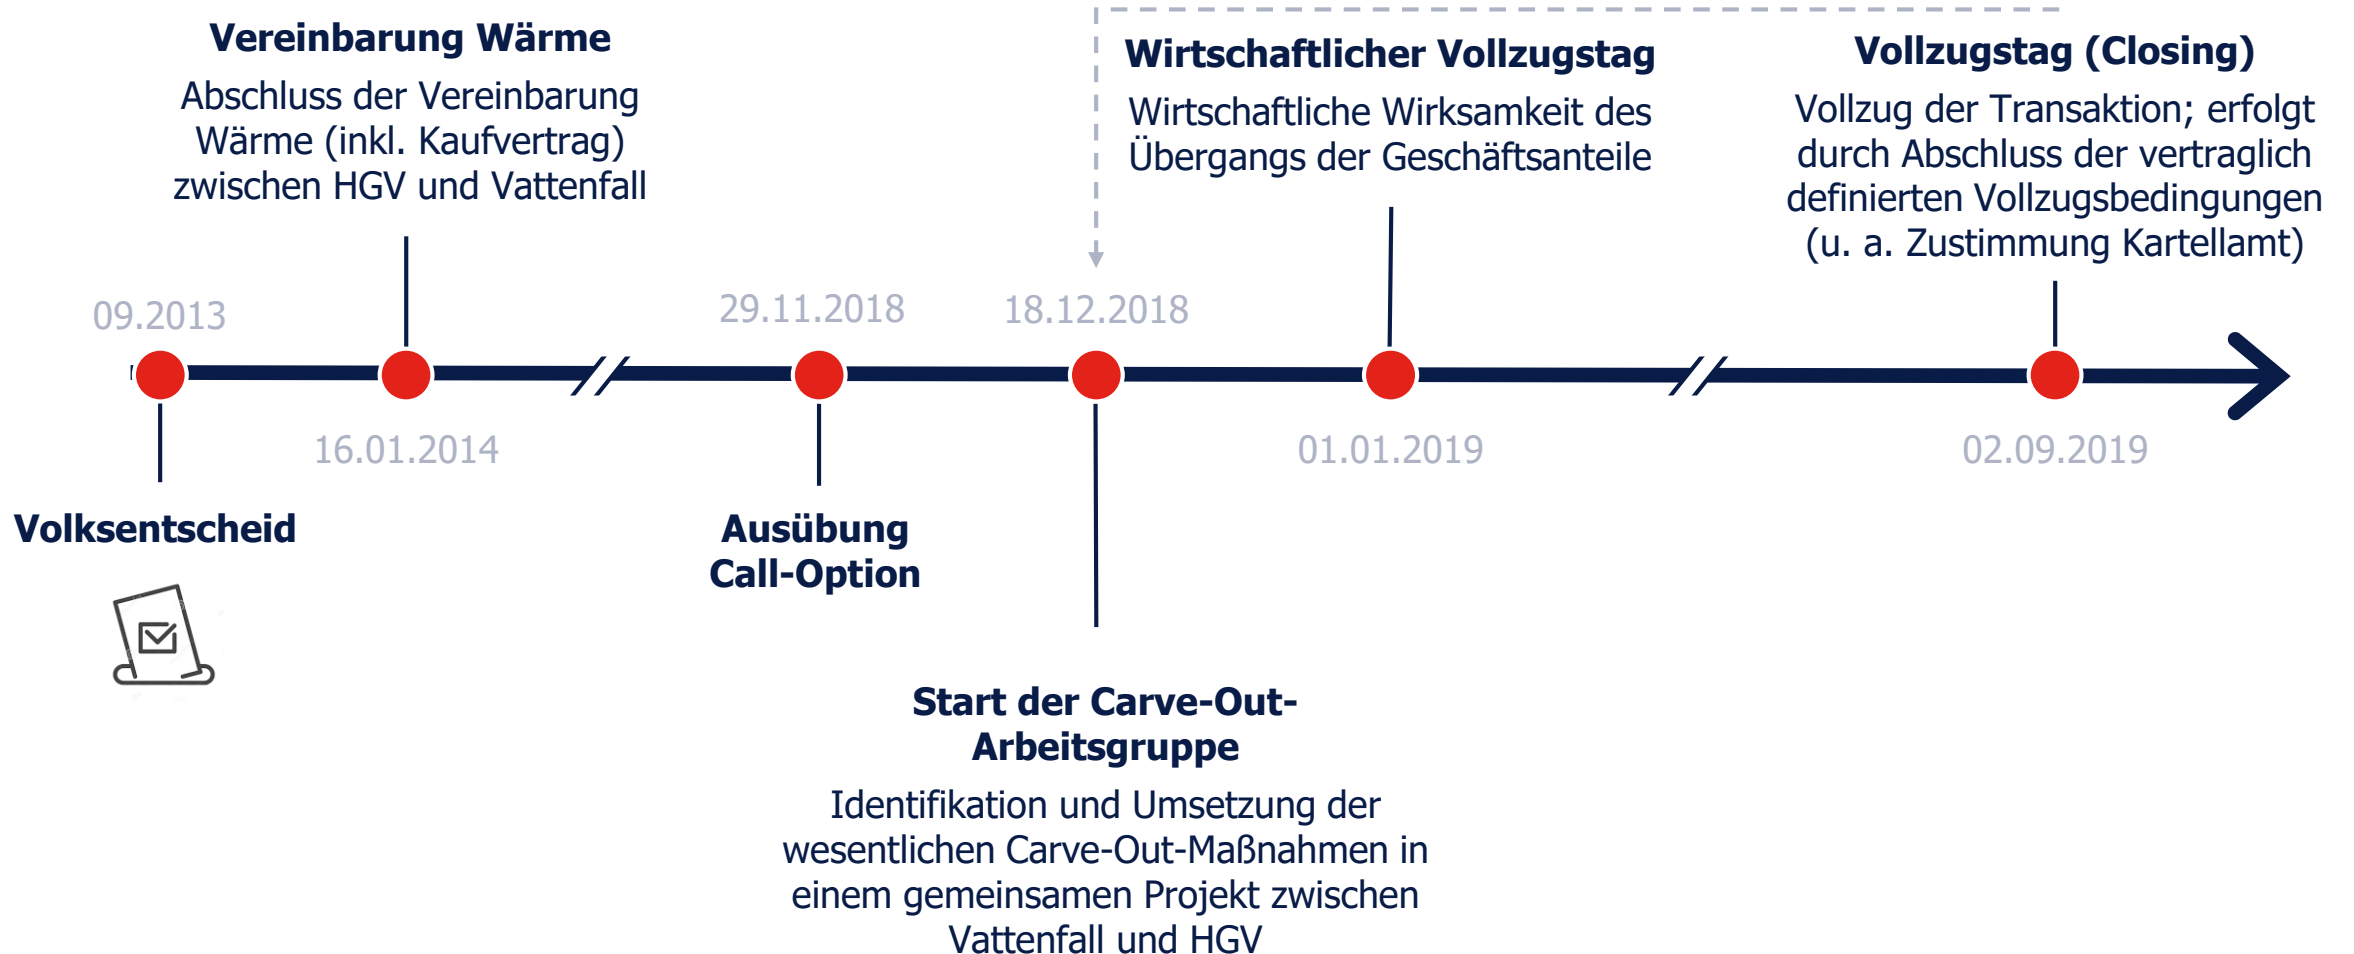 Vereinbarung Wärme
Abschluss der Vereinbarung
Wärme (inkl. Kaufvertrag)
zwischen HGV und Vattenfall
Wirtschaftlicher Vollzugstag
Wirtschaftliche Wirksamkeit des
Übergangs der Geschäftsanteile
Vollzugstag (Closing)
Vollzug der Transaktion; erfolgt
durch Abschluss der vertraglich
definierten Vollzugsbedingungen
(u. a. Zustimmung Kartellamt)
09.2013
29.11.2018
18.12.2018
16.01.2014
01.01.2019
02.09.2019
Volksentscheid
Ausübung
Call-Option
Start der Carve-Out-
Arbeitsgruppe
Identifikation und Umsetzung der
wesentlichen Carve-Out-Maßnahmen in
einem gemeinsamen Projekt zwischen
Vattenfall und HGV